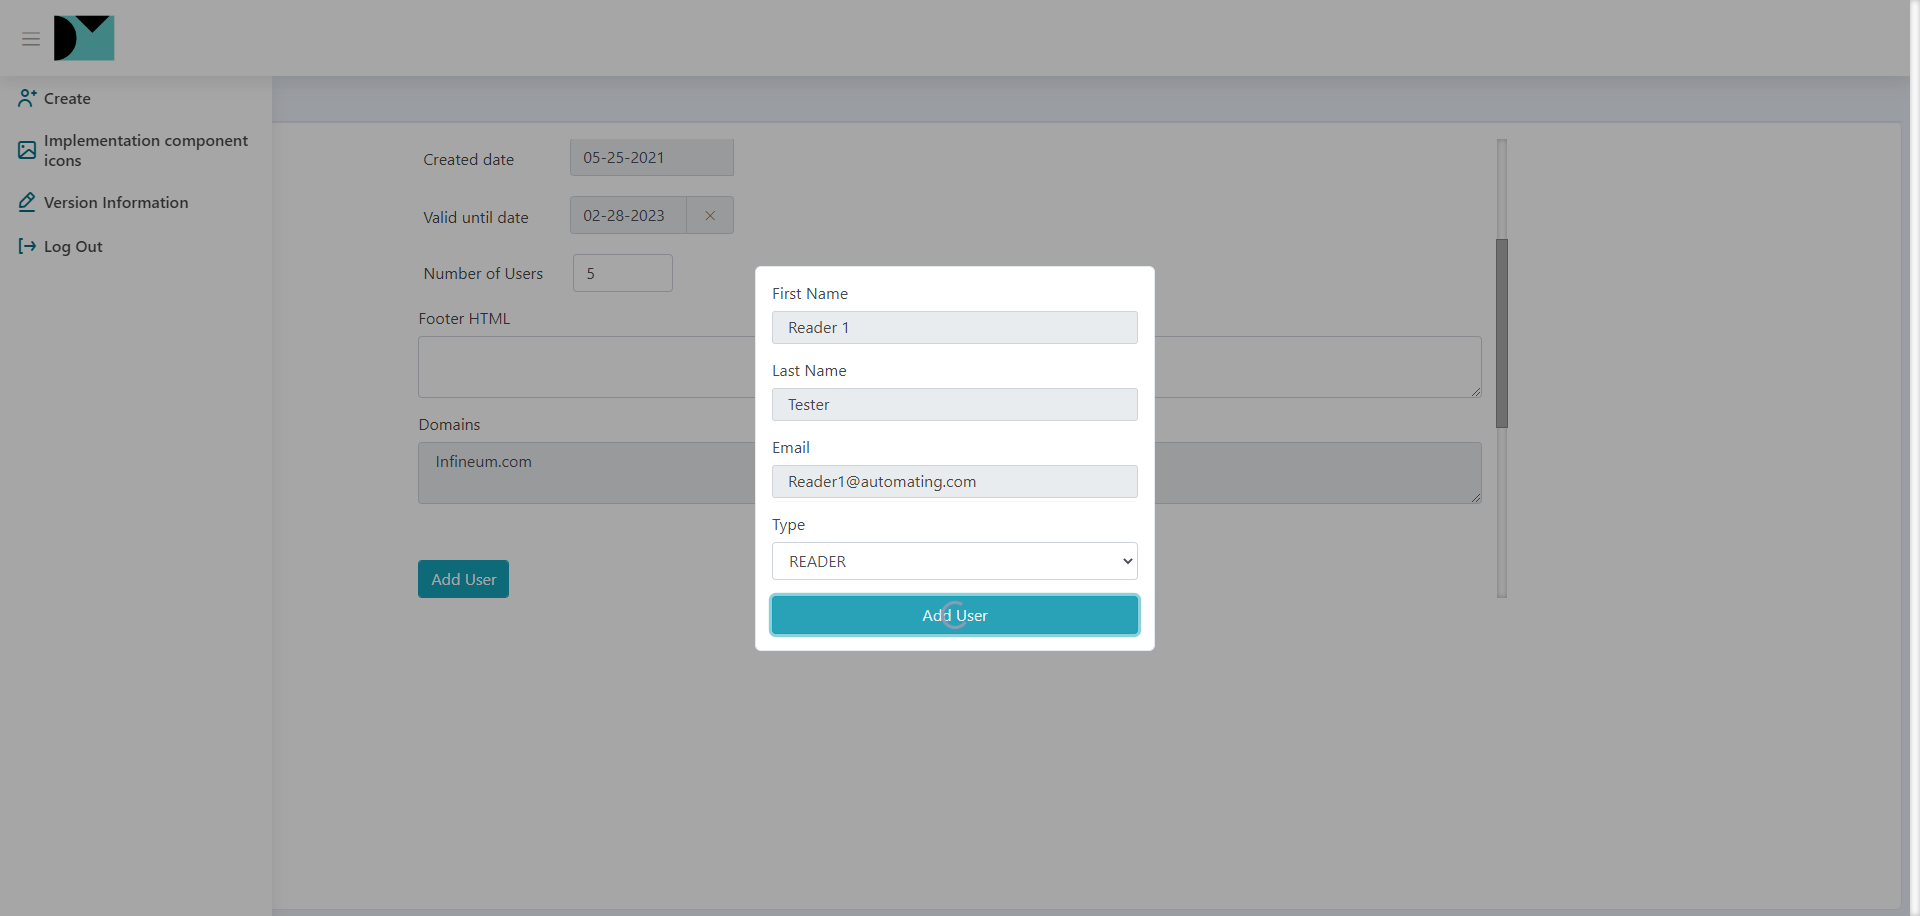 Create
Implementation component
icons
Version Information
Log Out
Created date
05-25-2021
Valid until date
02-28-2023
Number of Users
5
Footer HTML
Domains
Infineum.com
Add User
First Name
Reader 1
Last Name
Tester
Email
Reader1@automating.com
Type
READER
Add User